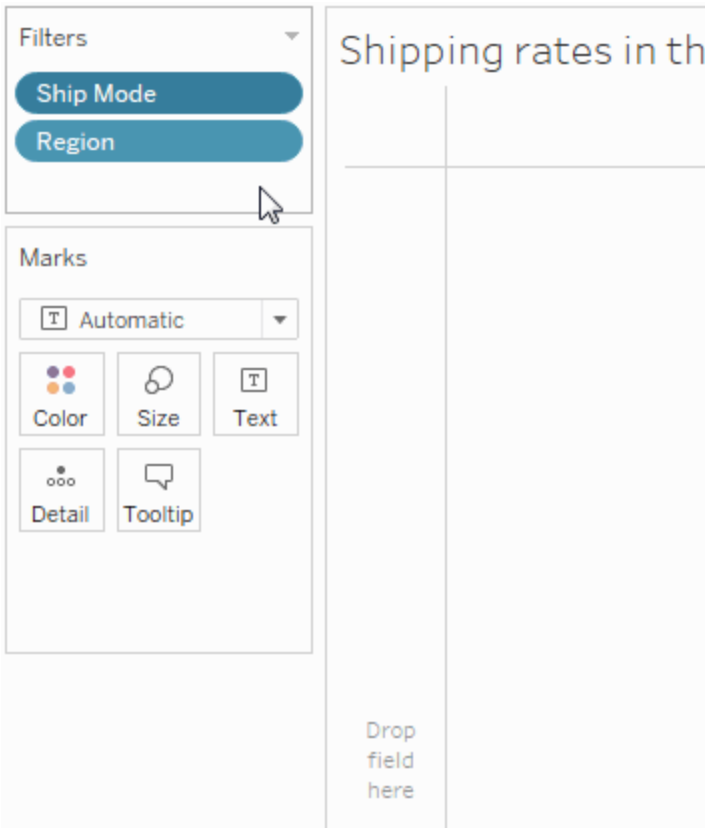 Filters
Ship Mode
Region
Marks
T Automatic
Color
Size
T
Text
Detail
Tooltip
Shipping rates in th
Drop
field
here